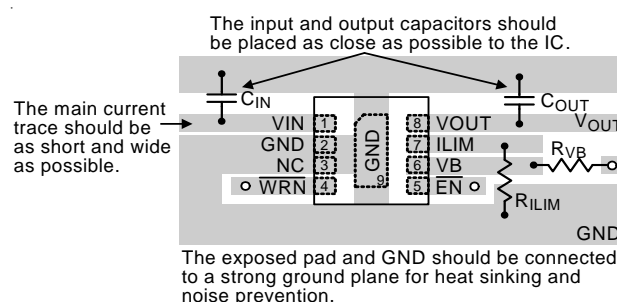 The input and output capacitors should
be placed as close as possible to the IC.
CIN
COUT
The main current
trace should be
as short and wide
as possible.
VIN 1 8 VOUT
VOUT
GND 2 7 ILIM
NC 3 6 VB
WRN 4 5 EN
GND
9
RVB
RILIM
GND
The exposed pad and GND should be connected
to a strong ground plane for heat sinking and
noise prevention.